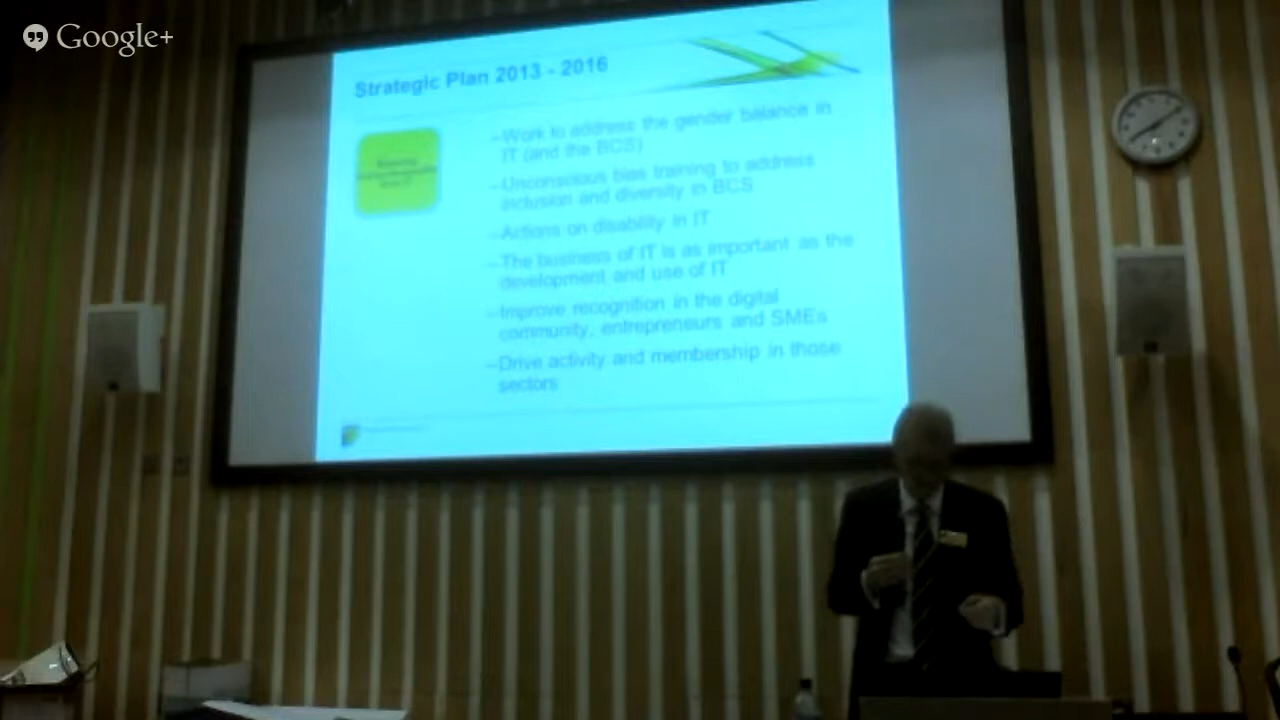 Google+
Strategic Plan 2013 - 2016
–Work to address the gender balance in
IT (and the BCS)
–Unconscious bias training to address
inclusion and diversity in BCS
–Actions on disability in IT
–The business of IT is as important as the
development and use of IT
–Improve recognition in the digital
community, entrepreneurs and SMEs
–Drive activity and membership in those
sectors